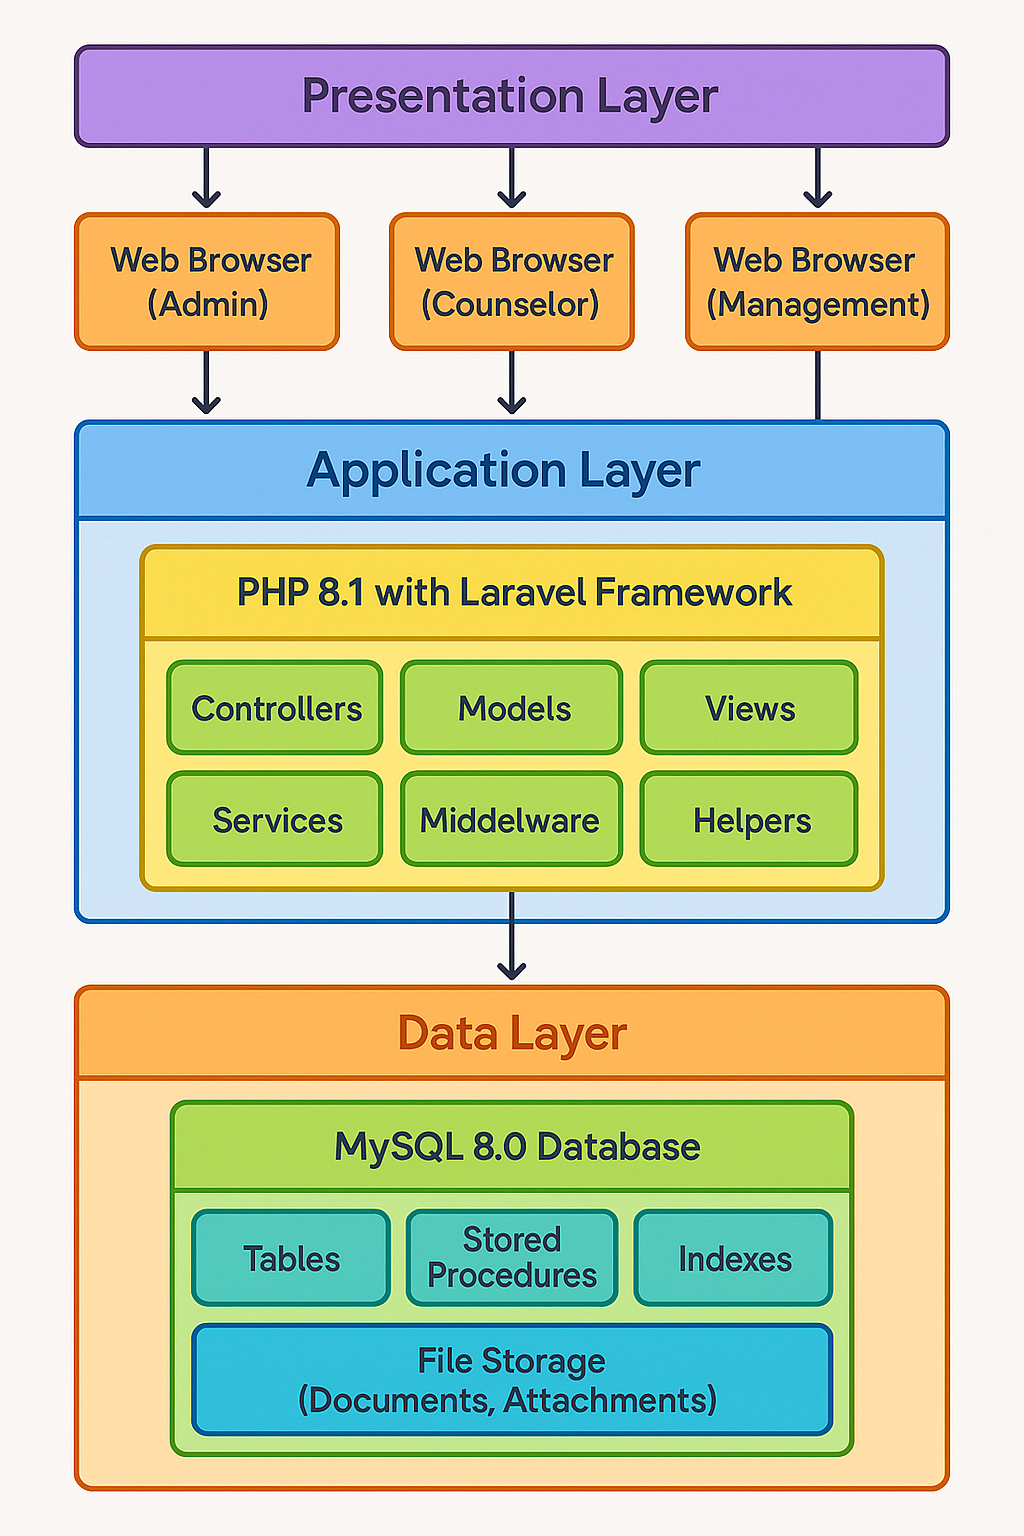 Presentation Layer
Web Browser
(Admin)
Web Browser
(Counselor)
Web Browser
(Management)
Application Layer
PHP 8.1 with Laravel Framework
Controllers
Models
Views
Services
Middelware
Helpers
Data Layer
MySQL 8.0 Database
Tables
Stored
Procedures
Indexes
File Storage
(Documents, Attachments)